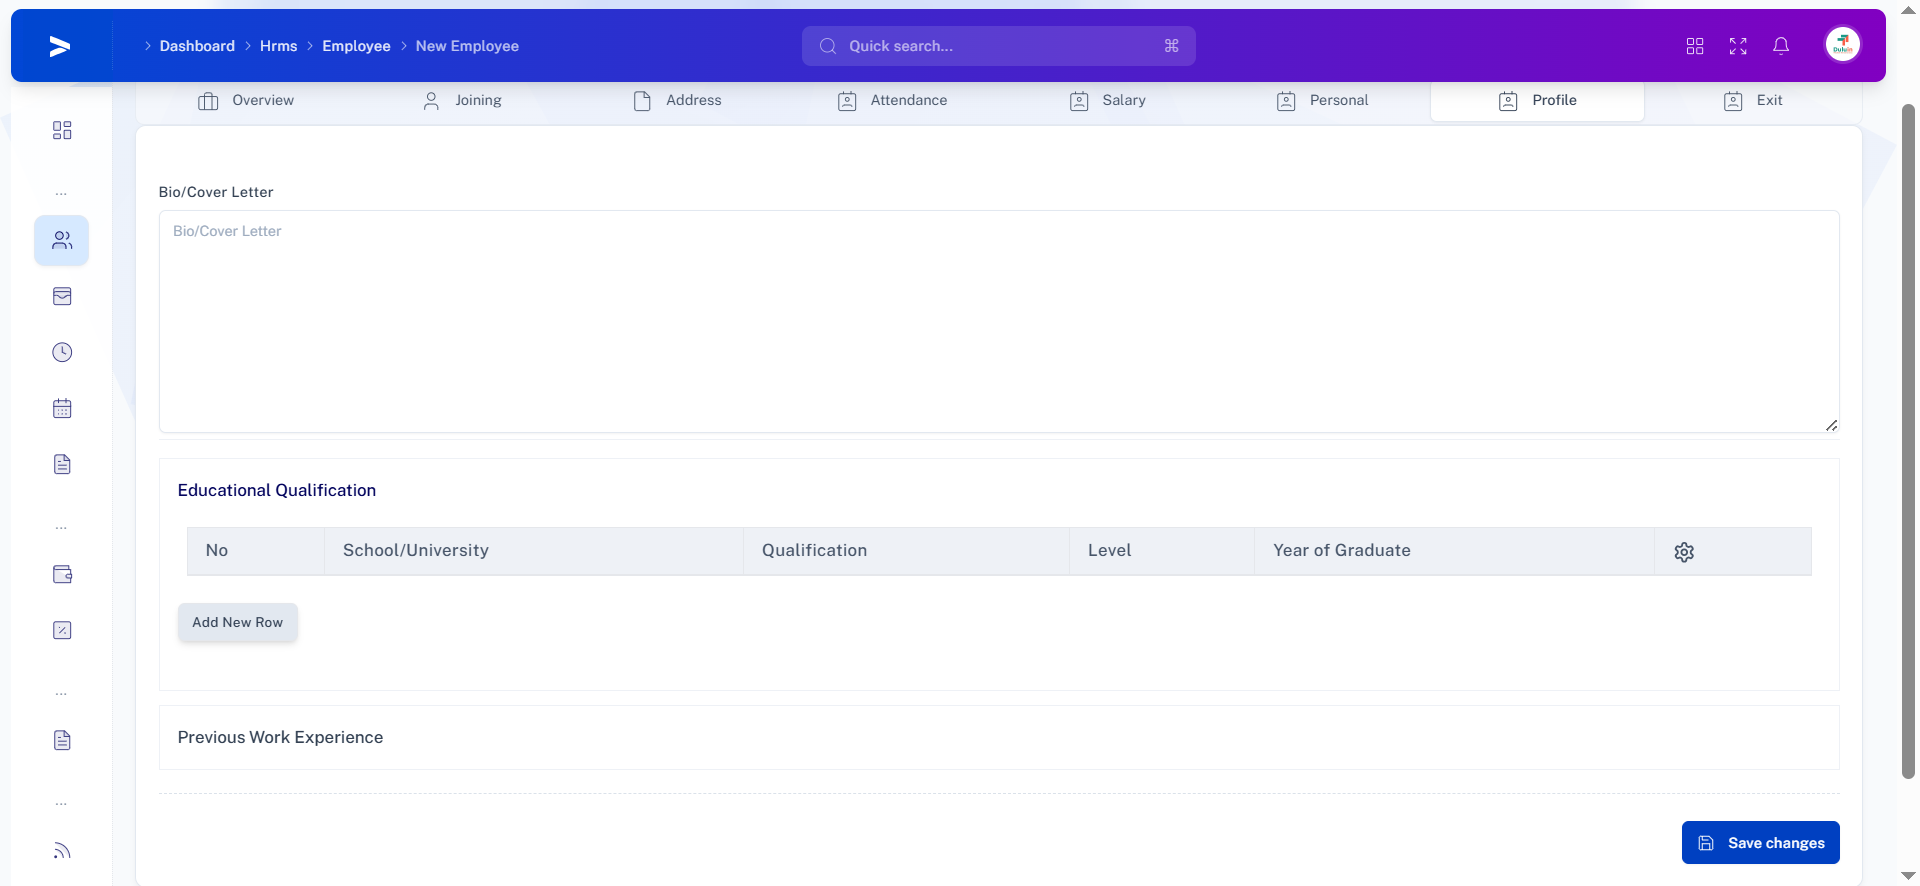 Dashboard Hrms Employee New Employee
Quick search...
Duluin
Overview Joining Address Attendance Salary Personal Profile Exit
...
Bio/Cover Letter
Bio/Cover Letter
Educational Qualification
...
No School/University Qualification Level Year of Graduate
Add New Row
...
Previous Work Experience
...
Save changes